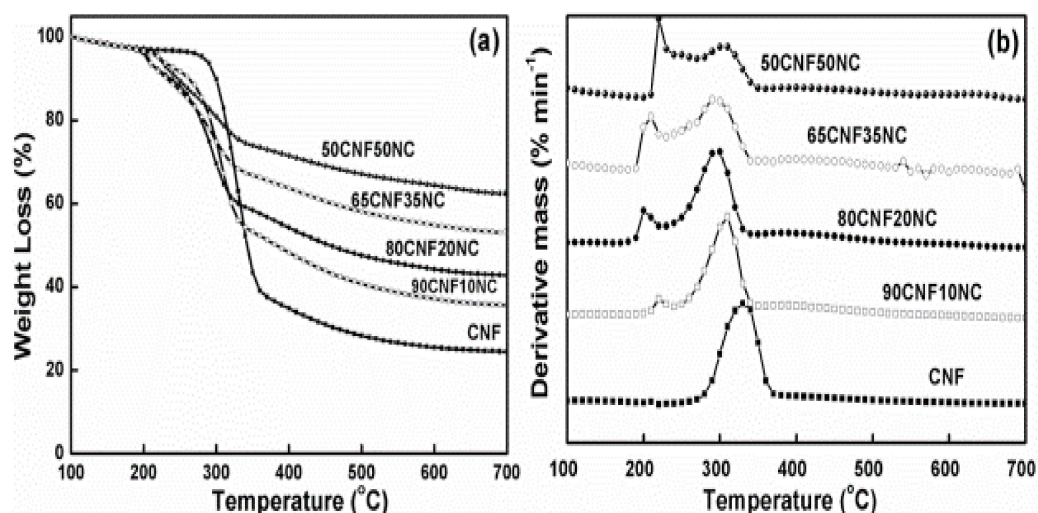 (a)
Weight Loss (%)
100
80
60
40
20
0
50CNF50NC
65CNF35NC
80CNF20NC
90CNF10NC
CNF
100 200 300 400 500 600 700
Temperature (°C)
(b)
Derivative mass (% min⁻¹)
50CNF50NC
65CNF35NC
80CNF20NC
90CNF10NC
CNF
100 200 300 400 500 600 700
Temperature (°C)